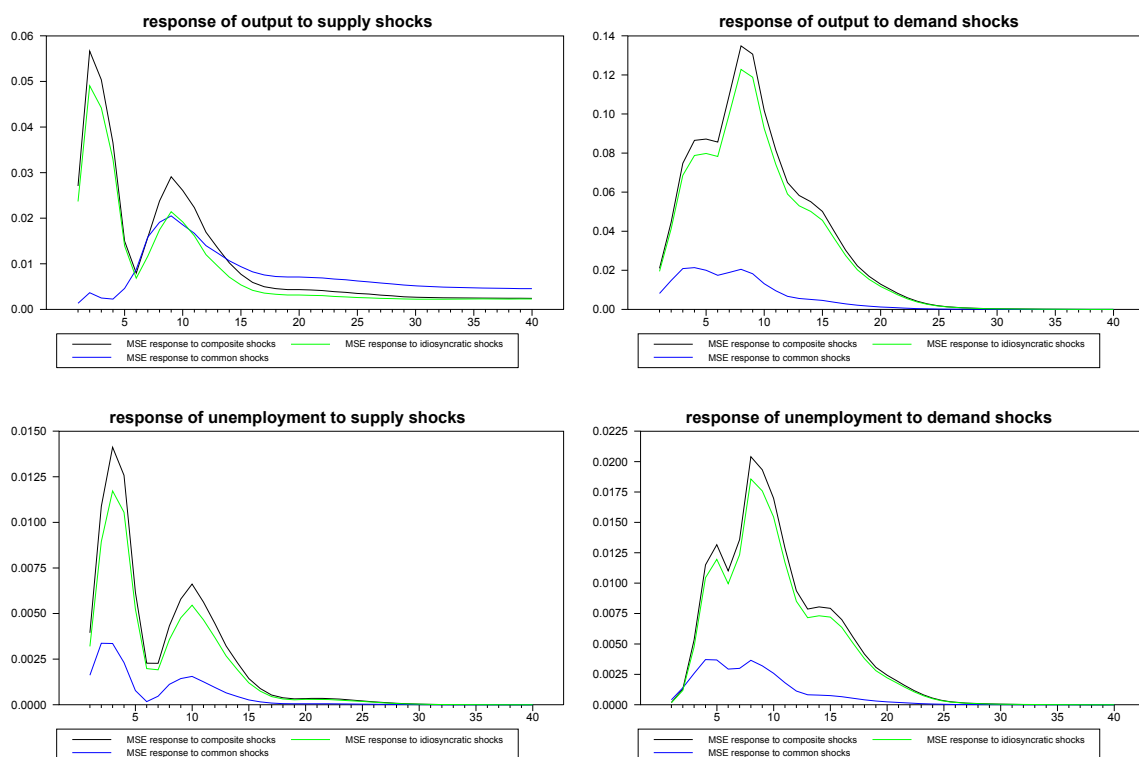 response of output to supply shocks
0.06
0.05
0.04
0.03
0.02
0.01
0.00
5 10 15 20 25 30 35 40
MSE response to composite shocks MSE response to idiosyncratic shocks
MSE response to common shocks
response of output to demand shocks
0.14
0.12
0.10
0.08
0.06
0.04
0.02
0.00
5 10 15 20 25 30 35 40
MSE response to composite shocks MSE response to idiosyncratic shocks
MSE response to common shocks
response of unemployment to supply shocks
0.0150
0.0125
0.0100
0.0075
0.0050
0.0025
0.0000
5 10 15 20 25 30 35 40
MSE response to composite shocks MSE response to idiosyncratic shocks
MSE response to common shocks
response of unemployment to demand shocks
0.0225
0.0200
0.0175
0.0150
0.0125
0.0100
0.0075
0.0050
0.0025
0.0000
5 10 15 20 25 30 35 40
MSE response to composite shocks MSE response to idiosyncratic shocks
MSE response to common shocks